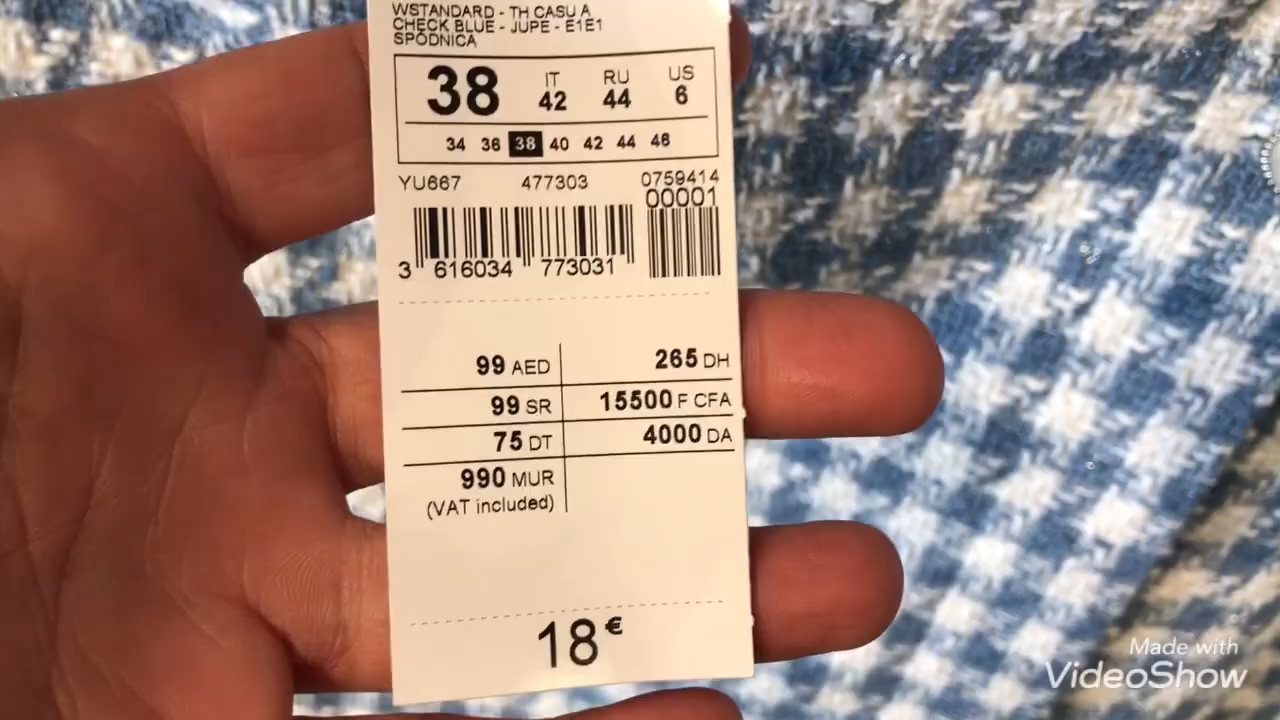 WSTANDARD - TH CASU A
CHECK BLUE - JUPE - E1E1
SPÓDNICA
38 IT 42 RU 44 US 6
34 36 38 40 42 44 46
YU667 477303 0759414
00001
3 616034 773031
99 AED 265 DH
99 SR 15500 F CFA
75 DT 4000 DA
990 MUR
(VAT included)
18€
Made with
VideoShow